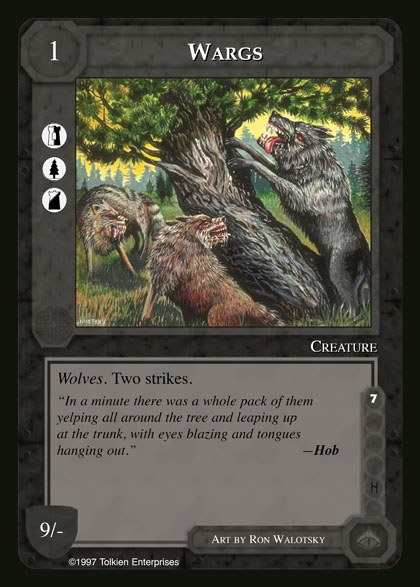 1
WARGS
CREATURE
Wolves. Two strikes.
“In a minute there was a whole pack of them
yelping all around the tree and leaping up
at the trunk, with eyes blazing and tongues
hanging out.” —Hob
7
9/-
ART BY RON WALOTSKY
©1997 Tolkien Enterprises